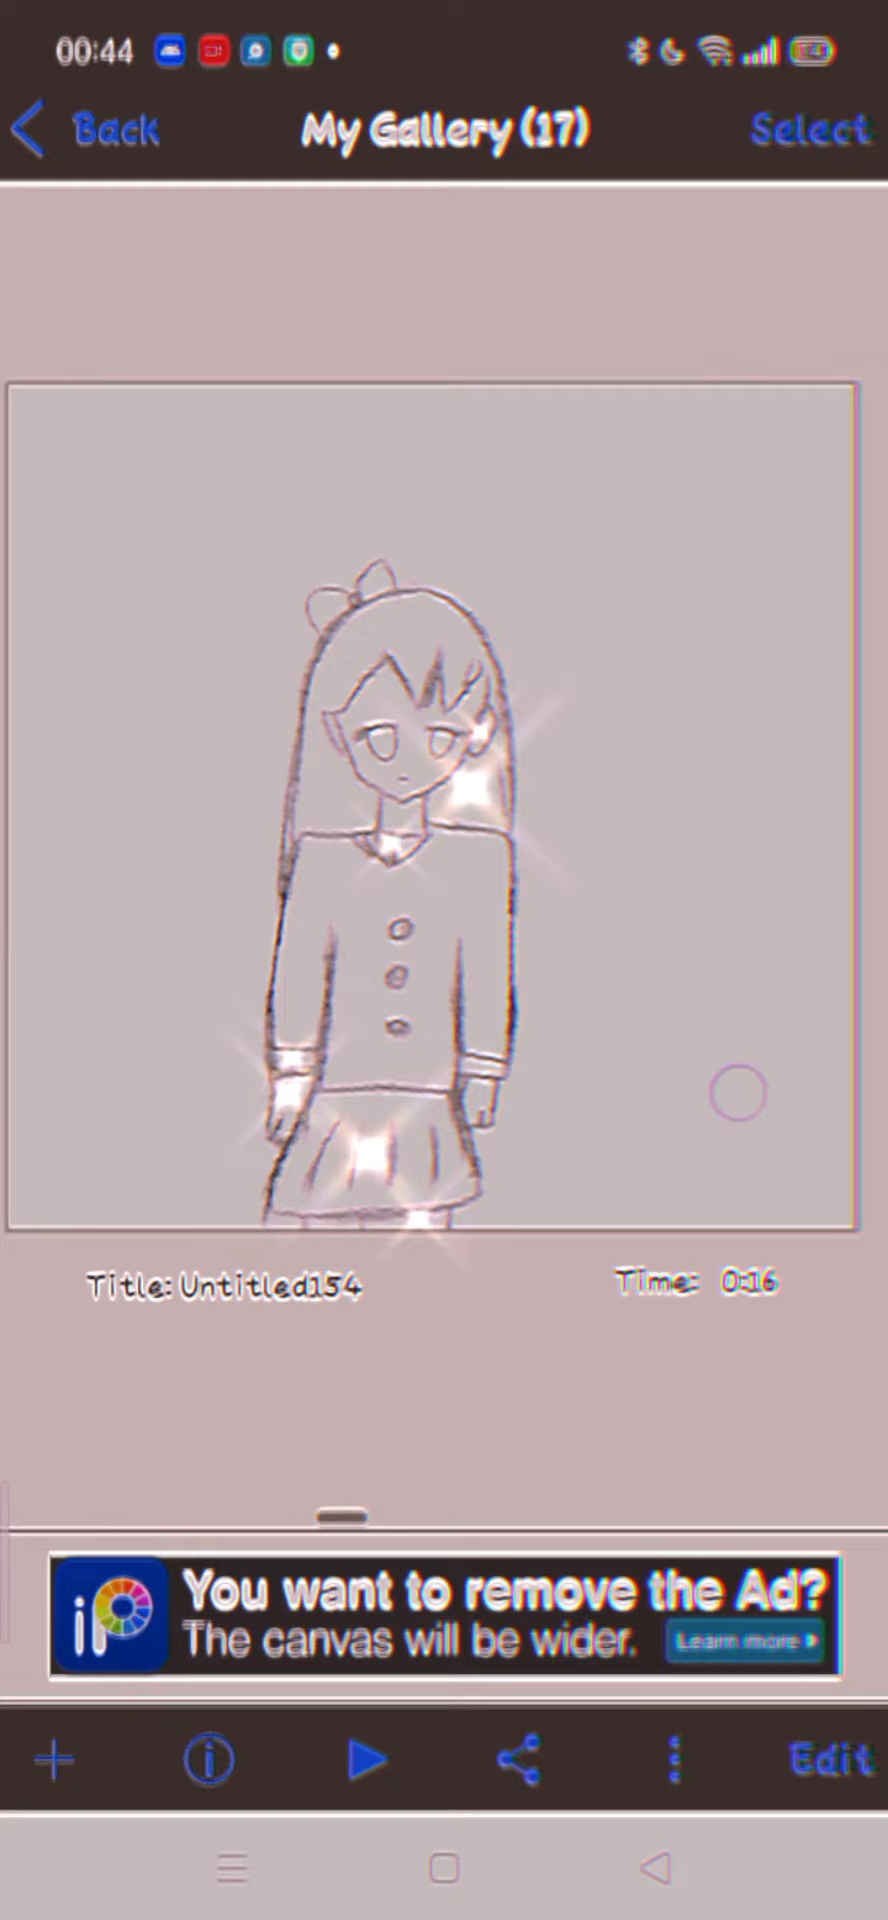 00:44
Back My Gallery (17) Select
Title: Untitled154 Time: 0:16
iP You want to remove the Ad?
The canvas will be wider. Learn more
Edit